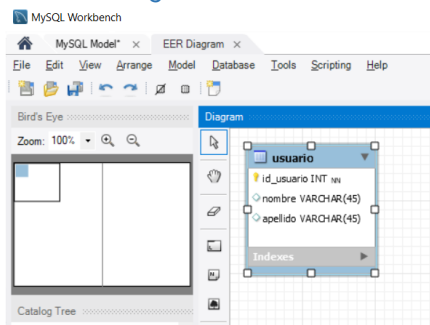 MySQL Workbench
MySQL Model* × EER Diagram ×
File Edit View Arrange Model Database Tools Scripting Help
Bird's Eye
Diagram
Zoom: 100%
usuario
id_usuario INT NN
nombre VARCHAR(45)
apellido VARCHAR(45)
Indexes
Catalog Tree